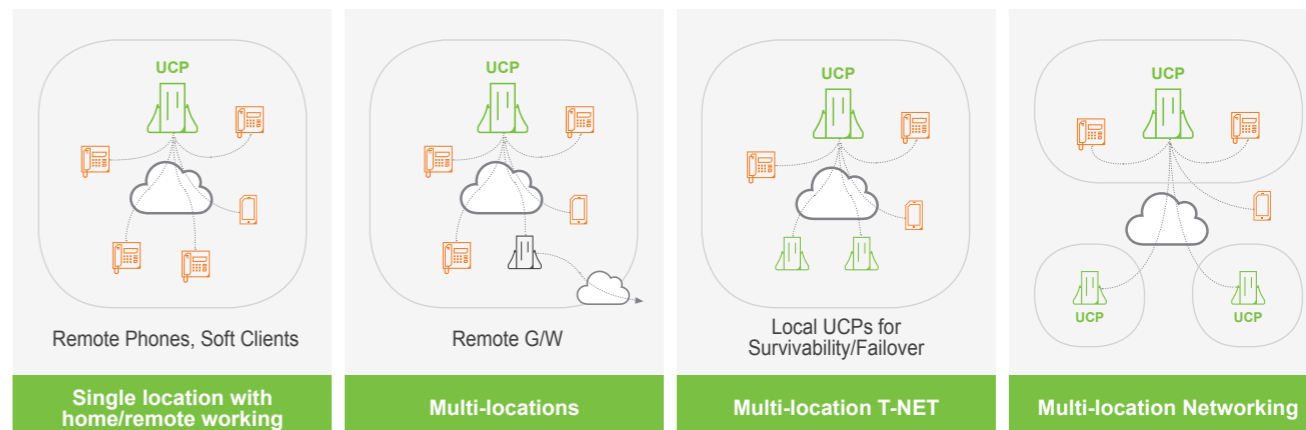 UCP
Remote Phones, Soft Clients
Single location with
home/remote working
UCP
Remote G/W
Multi-locations
UCP
Local UCPs for
Survivability/Failover
Multi-location T-NET
UCP
UCP
UCP
Multi-location Networking